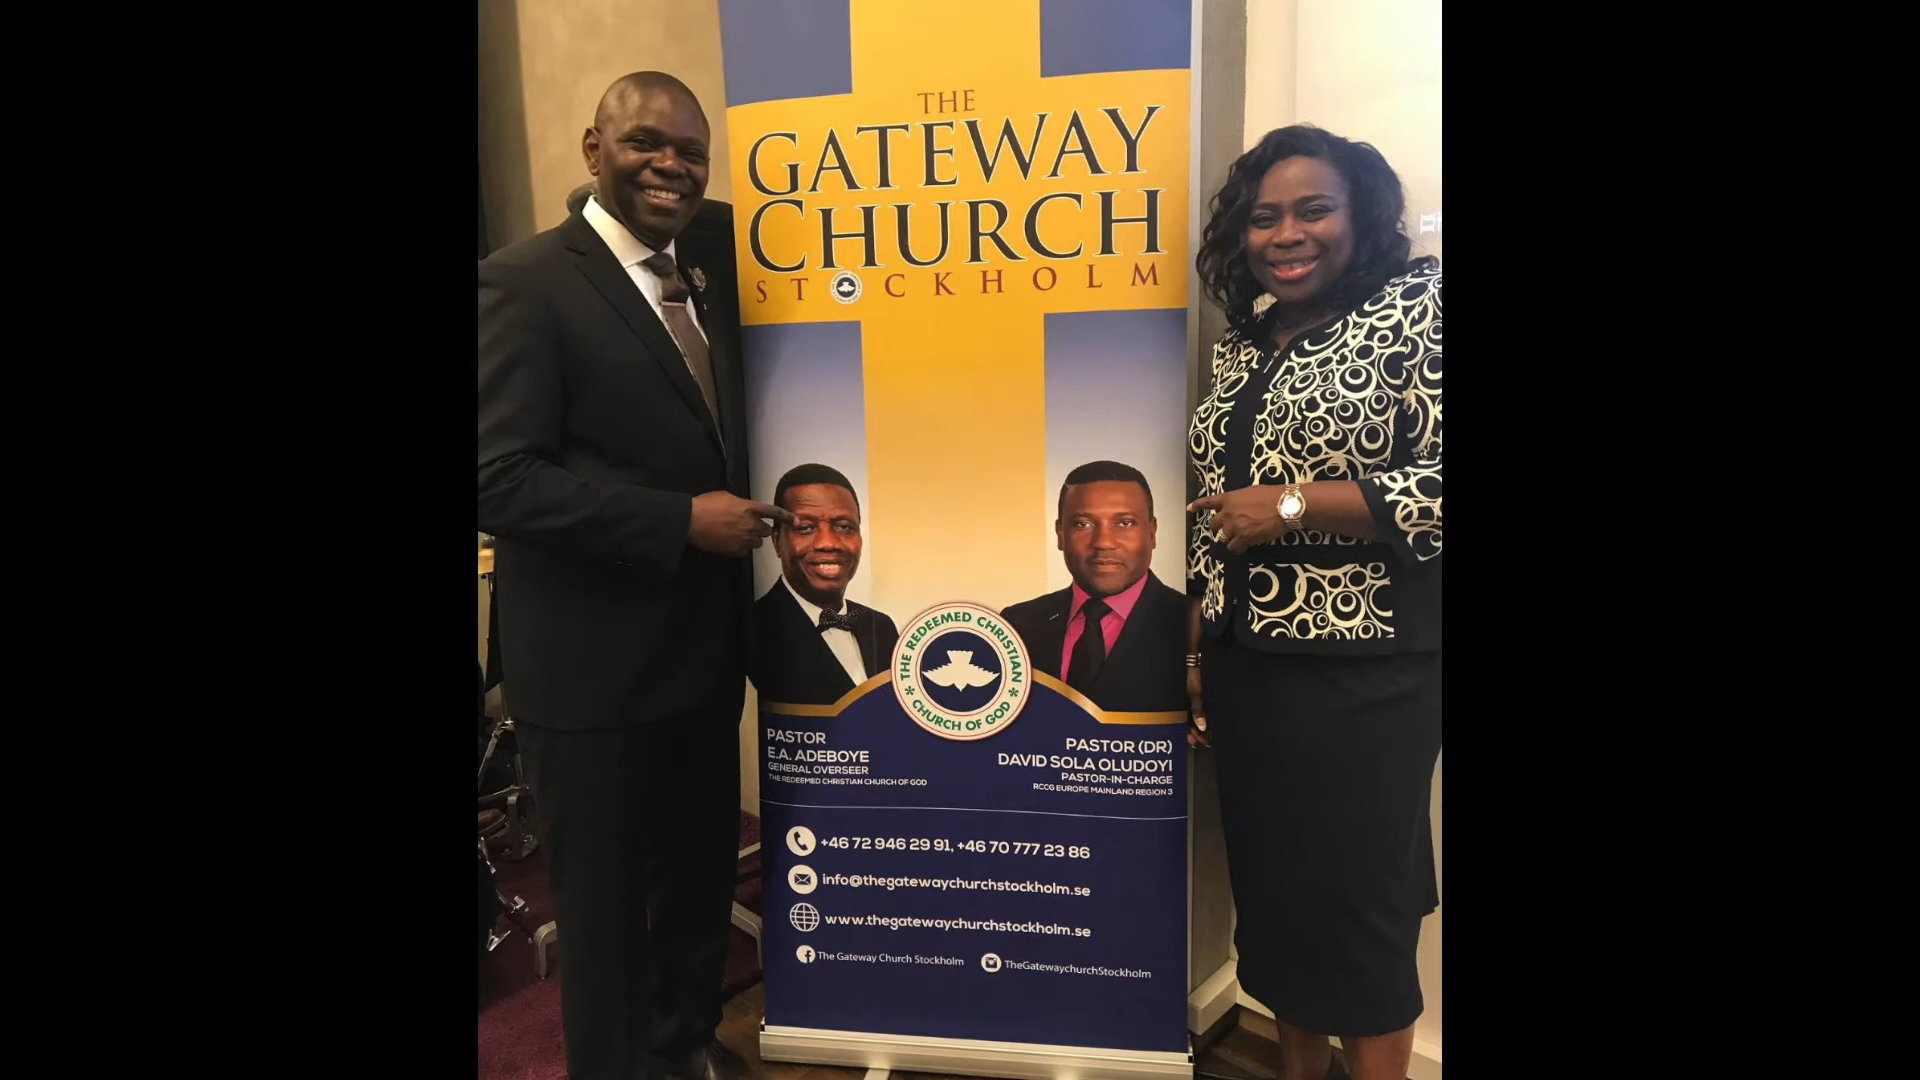 THE
GATEWAY
CHURCH
STOCKHOLM
THE REDEEMED CHRISTIAN
CHURCH OF GOD
PASTOR
E.A. ADEBOYE
GENERAL OVERSEER
THE REDEEMED CHRISTIAN CHURCH OF GOD
PASTOR (DR)
DAVID SOLA OLUDOYI
PASTOR-IN-CHARGE
RCCG EUROPE MAINLAND REGION 3
+46 72 946 29 91, +46 70 777 23 86
info@thegatewaychurchstockholm.se
www.thegatewaychurchstockholm.se
The Gateway Church Stockholm
TheGatewaychurchStockholm